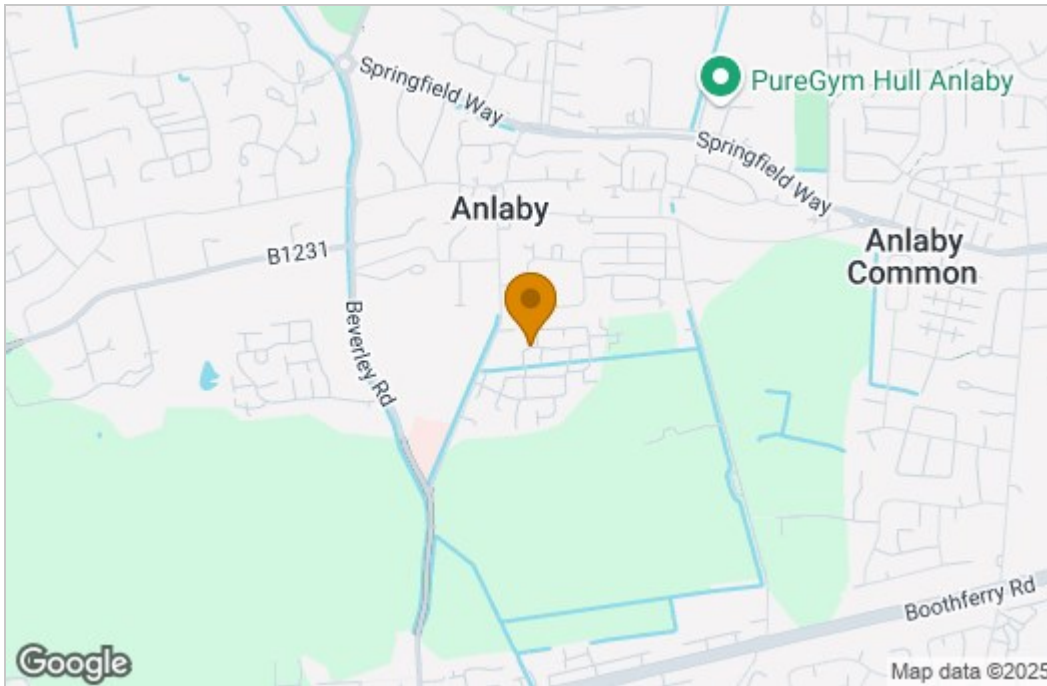 Springfield Way
PureGym Hull Anlaby
Springfield Way
Anlaby
B1231
Anlaby
Common
Beverley Rd
Boothferry Rd
Google
Map data ©2025